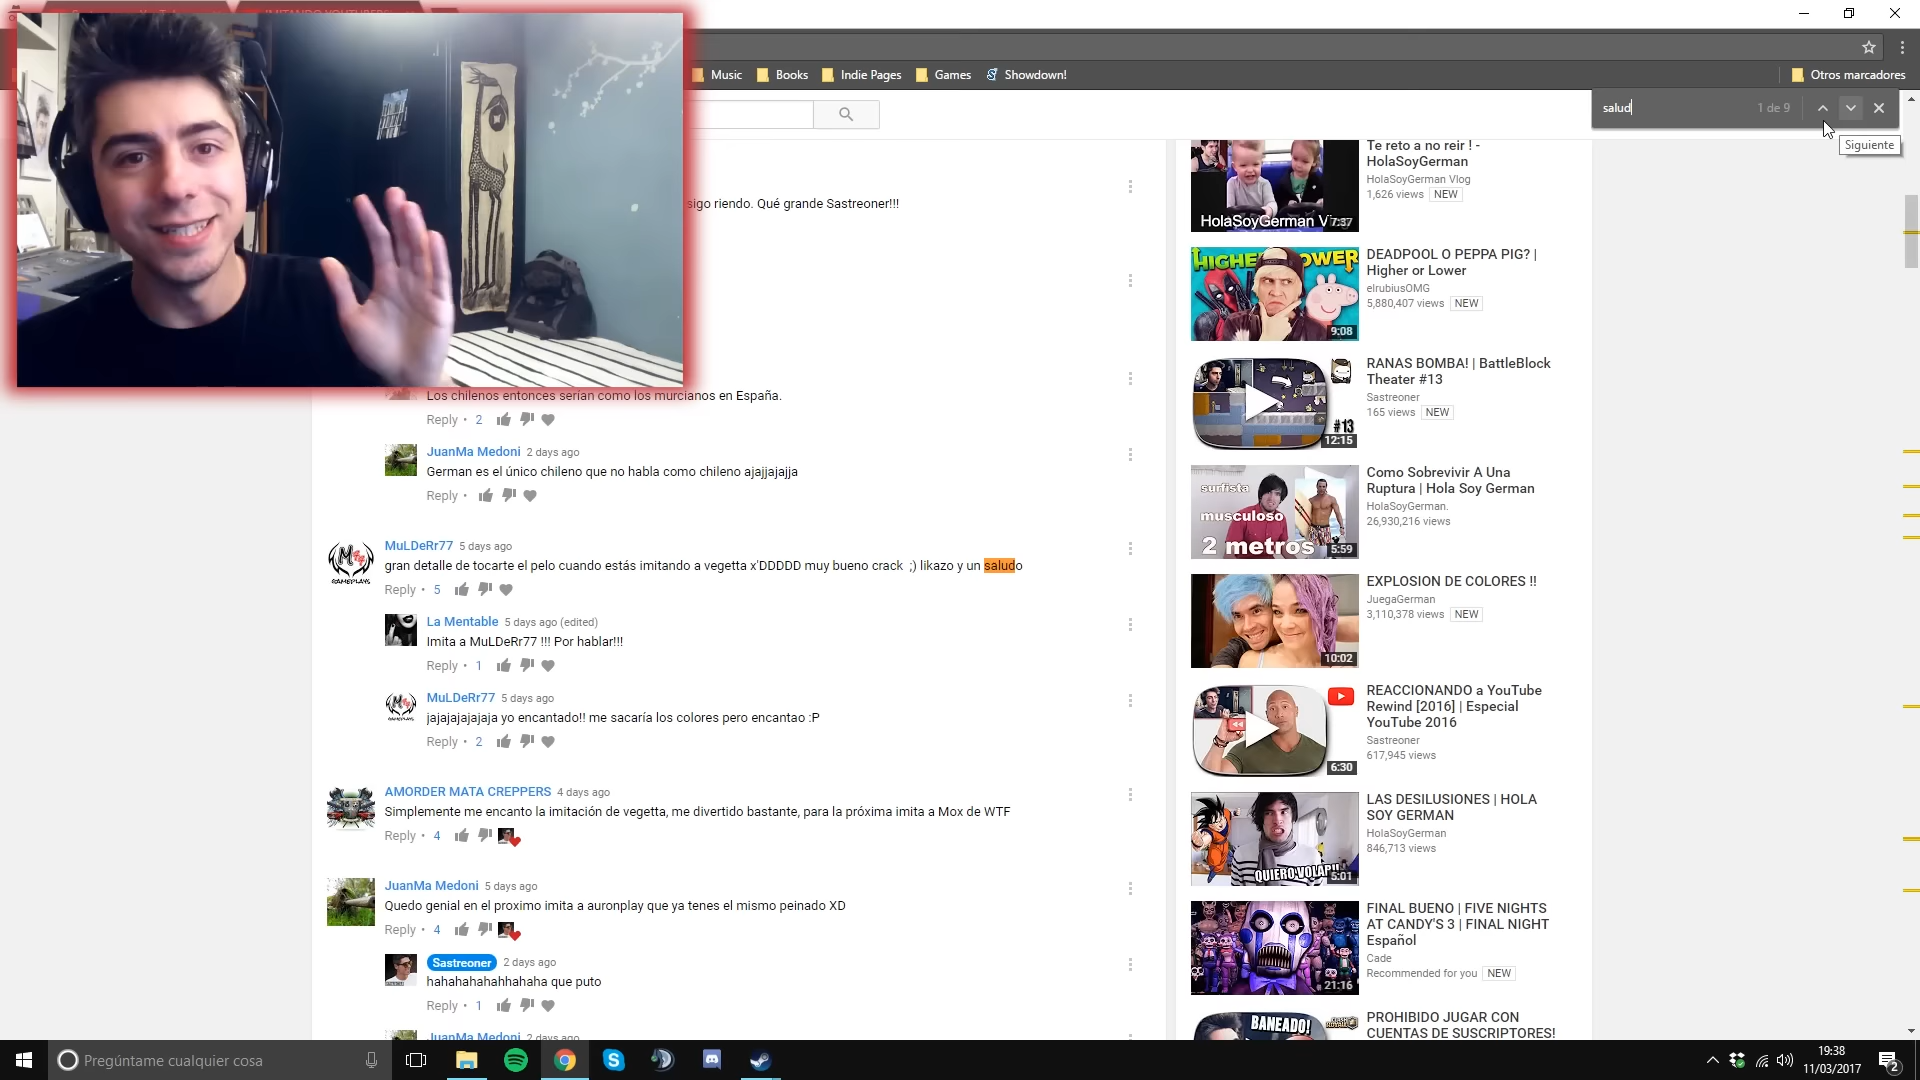 Music
Books
Indie Pages
Games
Showdown!
Otros marcadores
salud
1 de 9
Siguiente
sigo riendo. Qué grande Sastreoner!!!
Los chilenos entonces serían como los murcianos en España.
Reply • 2
JuanMa Medoni 2 days ago
German es el único chileno que no habla como chileno ajajjajajja
Reply •
MuLDeRr77 5 days ago
gran detalle de tocarte el pelo cuando estás imitando a vegetta x'DDDDD muy bueno crack ;) likazo y un saludo
Reply • 5
La Mentable 5 days ago (edited)
Imita a MuLDeRr77 !!! Por hablar!!!
Reply • 1
MuLDeRr77 5 days ago
jajajajajajaja yo encantado!! me sacaría los colores pero encantao :P
Reply • 2
AMORDER MATA CREPPERS 4 days ago
Simplemente me encanto la imitación de vegetta, me divertido bastante, para la próxima imita a Mox de WTF
Reply • 4
JuanMa Medoni 5 days ago
Quedo genial en el proximo imita a auronplay que ya tenes el mismo peinado XD
Reply • 4
Sastreoner 2 days ago
hahahahahahhahaha que puto
Reply • 1
JuanMa Medoni 2 days ago
Te reto a no reir ! -
HolaSoyGerman
HolaSoyGerman Vlog
1,626 views NEW
HolaSoyGerman
7:37
DEADPOOL O PEPPA PIG? |
Higher or Lower
elrubiusOMG
5,880,407 views NEW
9:08
RANAS BOMBA! | BattleBlock
Theater #13
Sastreoner
165 views NEW
#13
12:15
Como Sobrevivir A Una
Ruptura | Hola Soy German
HolaSoyGerman.
26,930,216 views
surfista
musculoso
2 metros
5:59
EXPLOSION DE COLORES !!
JuegaGerman
3,110,378 views NEW
10:02
REACCIONANDO a YouTube
Rewind [2016] | Especial
YouTube 2016
Sastreoner
617,945 views
6:30
LAS DESILUSIONES | HOLA
SOY GERMAN
HolaSoyGerman
846,713 views
QUIERO VOLAR!!
5:01
FINAL BUENO | FIVE NIGHTS
AT CANDY'S 3 | FINAL NIGHT
Español
Cade
Recommended for you NEW
21:16
PROHIBIDO JUGAR CON
CUENTAS DE SUSCRIPTORES!
BANEADO!
Pregúntame cualquier cosa
19:38
11/03/2017
2